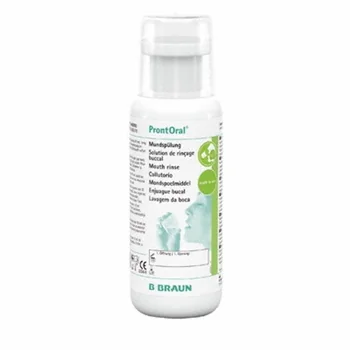 ProntOral®
Mundspülung
Solution de rinçage
buccal
Mouth rinse
Collutorio
Mondspoelmiddel
Enjuague bucal
Lavagem da boca
B BRAUN